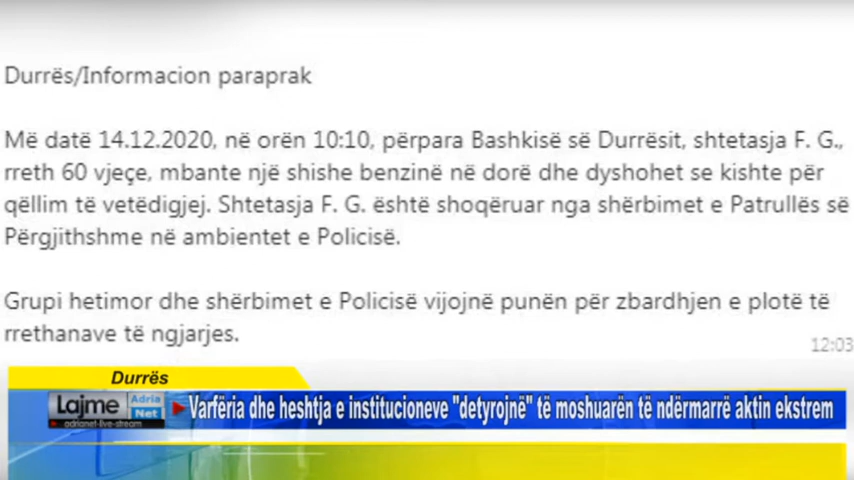 Durrës/Informacion paraprak
Më datë 14.12.2020, në orën 10:10, përpara Bashkisë së Durrësit, shtetasja F. G.,
rreth 60 vjeçe, mbante një shishe benzinë në dorë dhe dyshohet se kishte për
qëllim të vetëdigjej. Shtetasja F. G. është shoqëruar nga shërbimet e Patrullës së
Përgjithshme në ambientet e Policisë.
Grupi hetimor dhe shërbimet e Policisë vijojnë punën për zbardhjen e plotë të
rrethanave të ngjarjes.
12:03
Durrës
Lajme Adria Net
adrianet-live-stream
Varfëria dhe heshtja e institucioneve "detyrojnë" të moshuarën të ndërmarrë aktin ekstrem